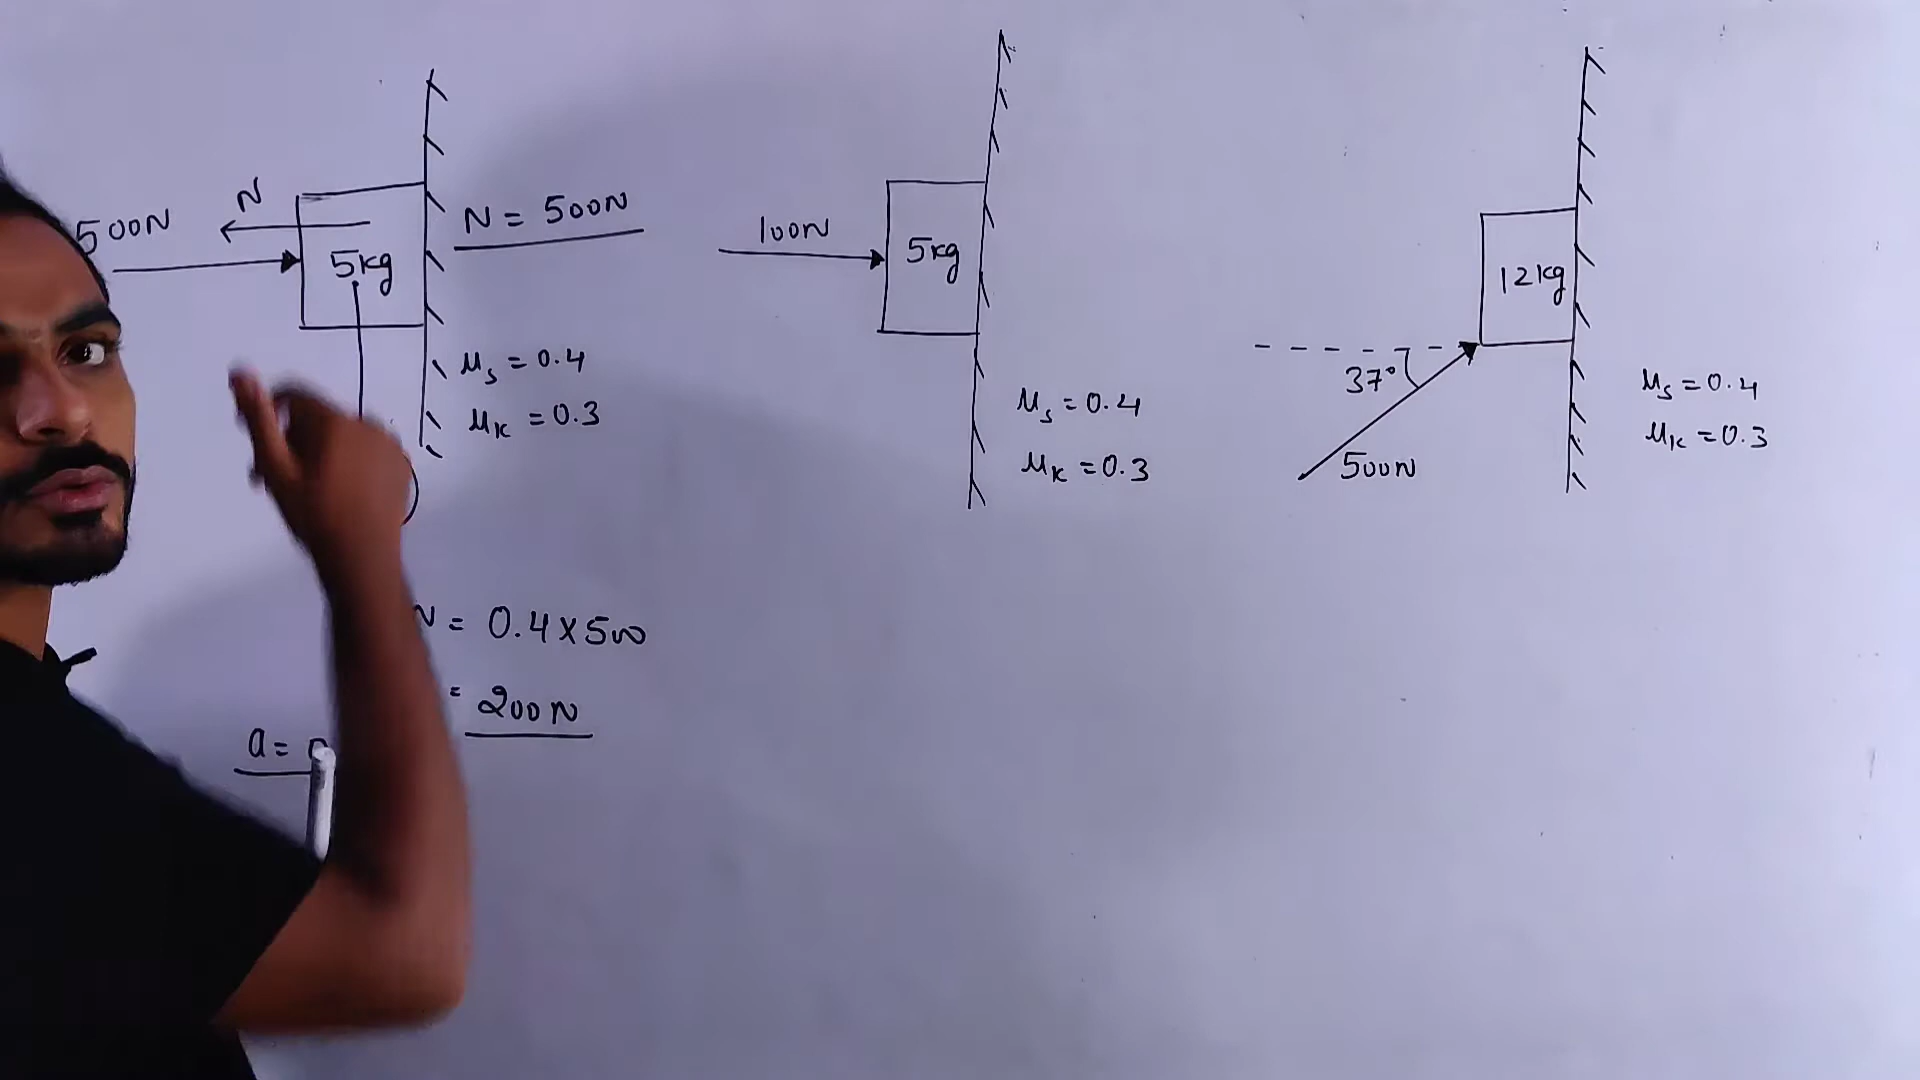 N
500N
5kg
N = 500N
μs = 0.4
μk = 0.3
N = 0.4 x 500
= 200N
a =
100N
5kg
μs = 0.4
μk = 0.3
12kg
37°
500N
μs = 0.4
μk = 0.3